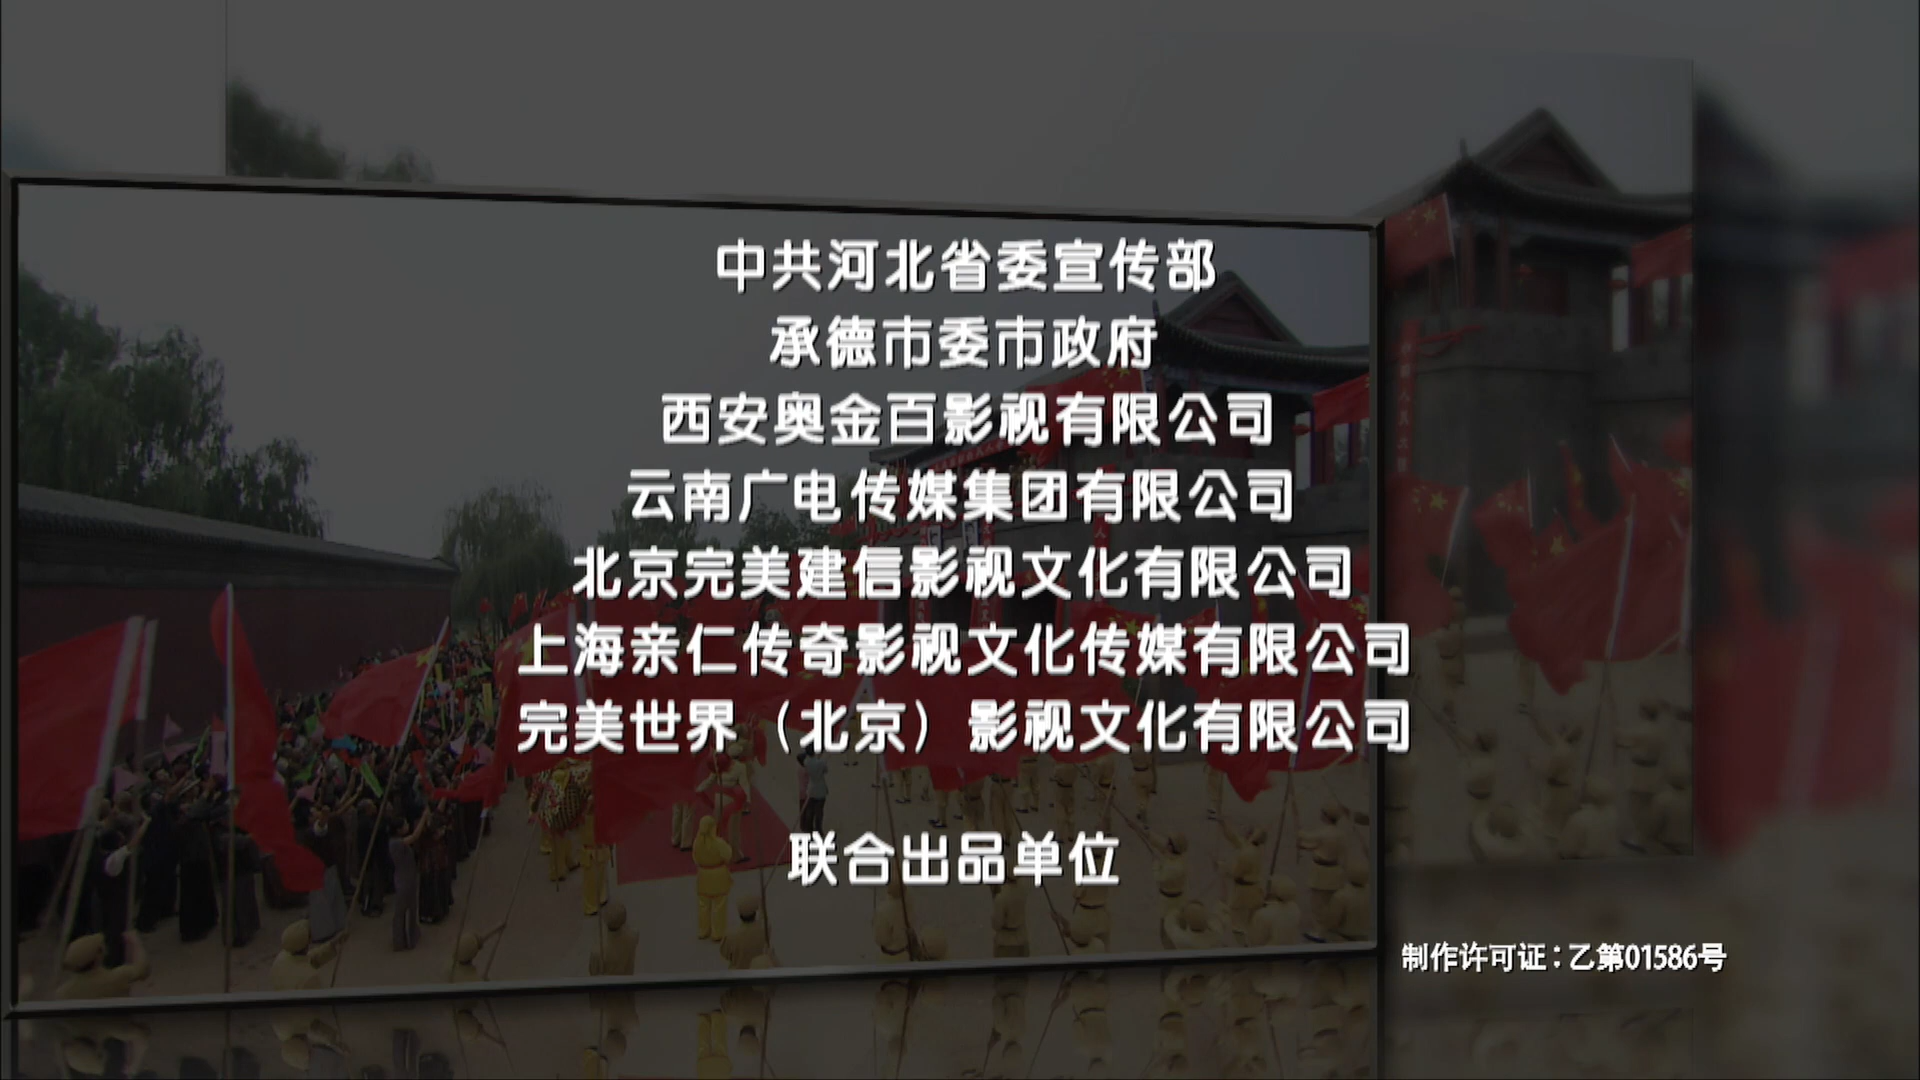 中共河北省委宣传部
承德市委市政府
西安奥金百影视有限公司
云南广电传媒集团有限公司
北京完美建信影视文化有限公司
上海亲仁传奇影视文化传媒有限公司
完美世界（北京）影视文化有限公司
联合出品单位
制作许可证：乙第01586号